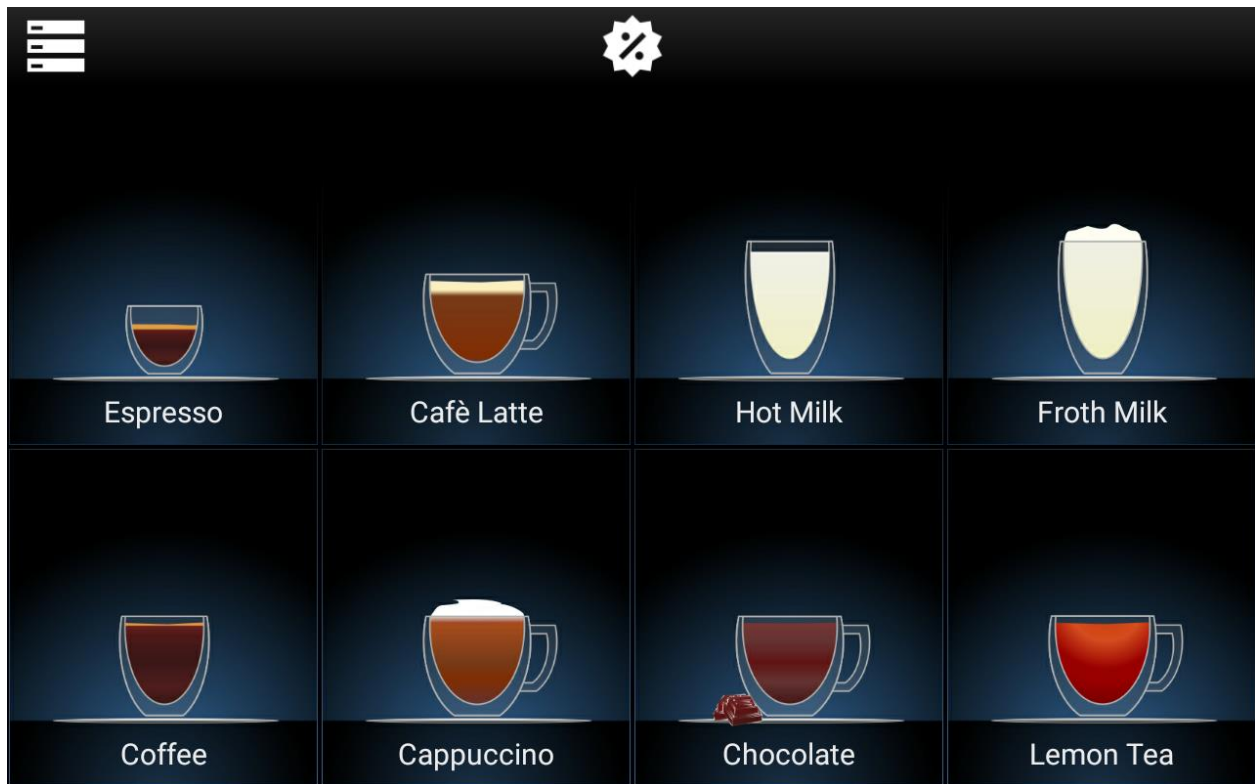 %
Espresso
Cafè Latte
Hot Milk
Froth Milk
Coffee
Cappuccino
Chocolate
Lemon Tea